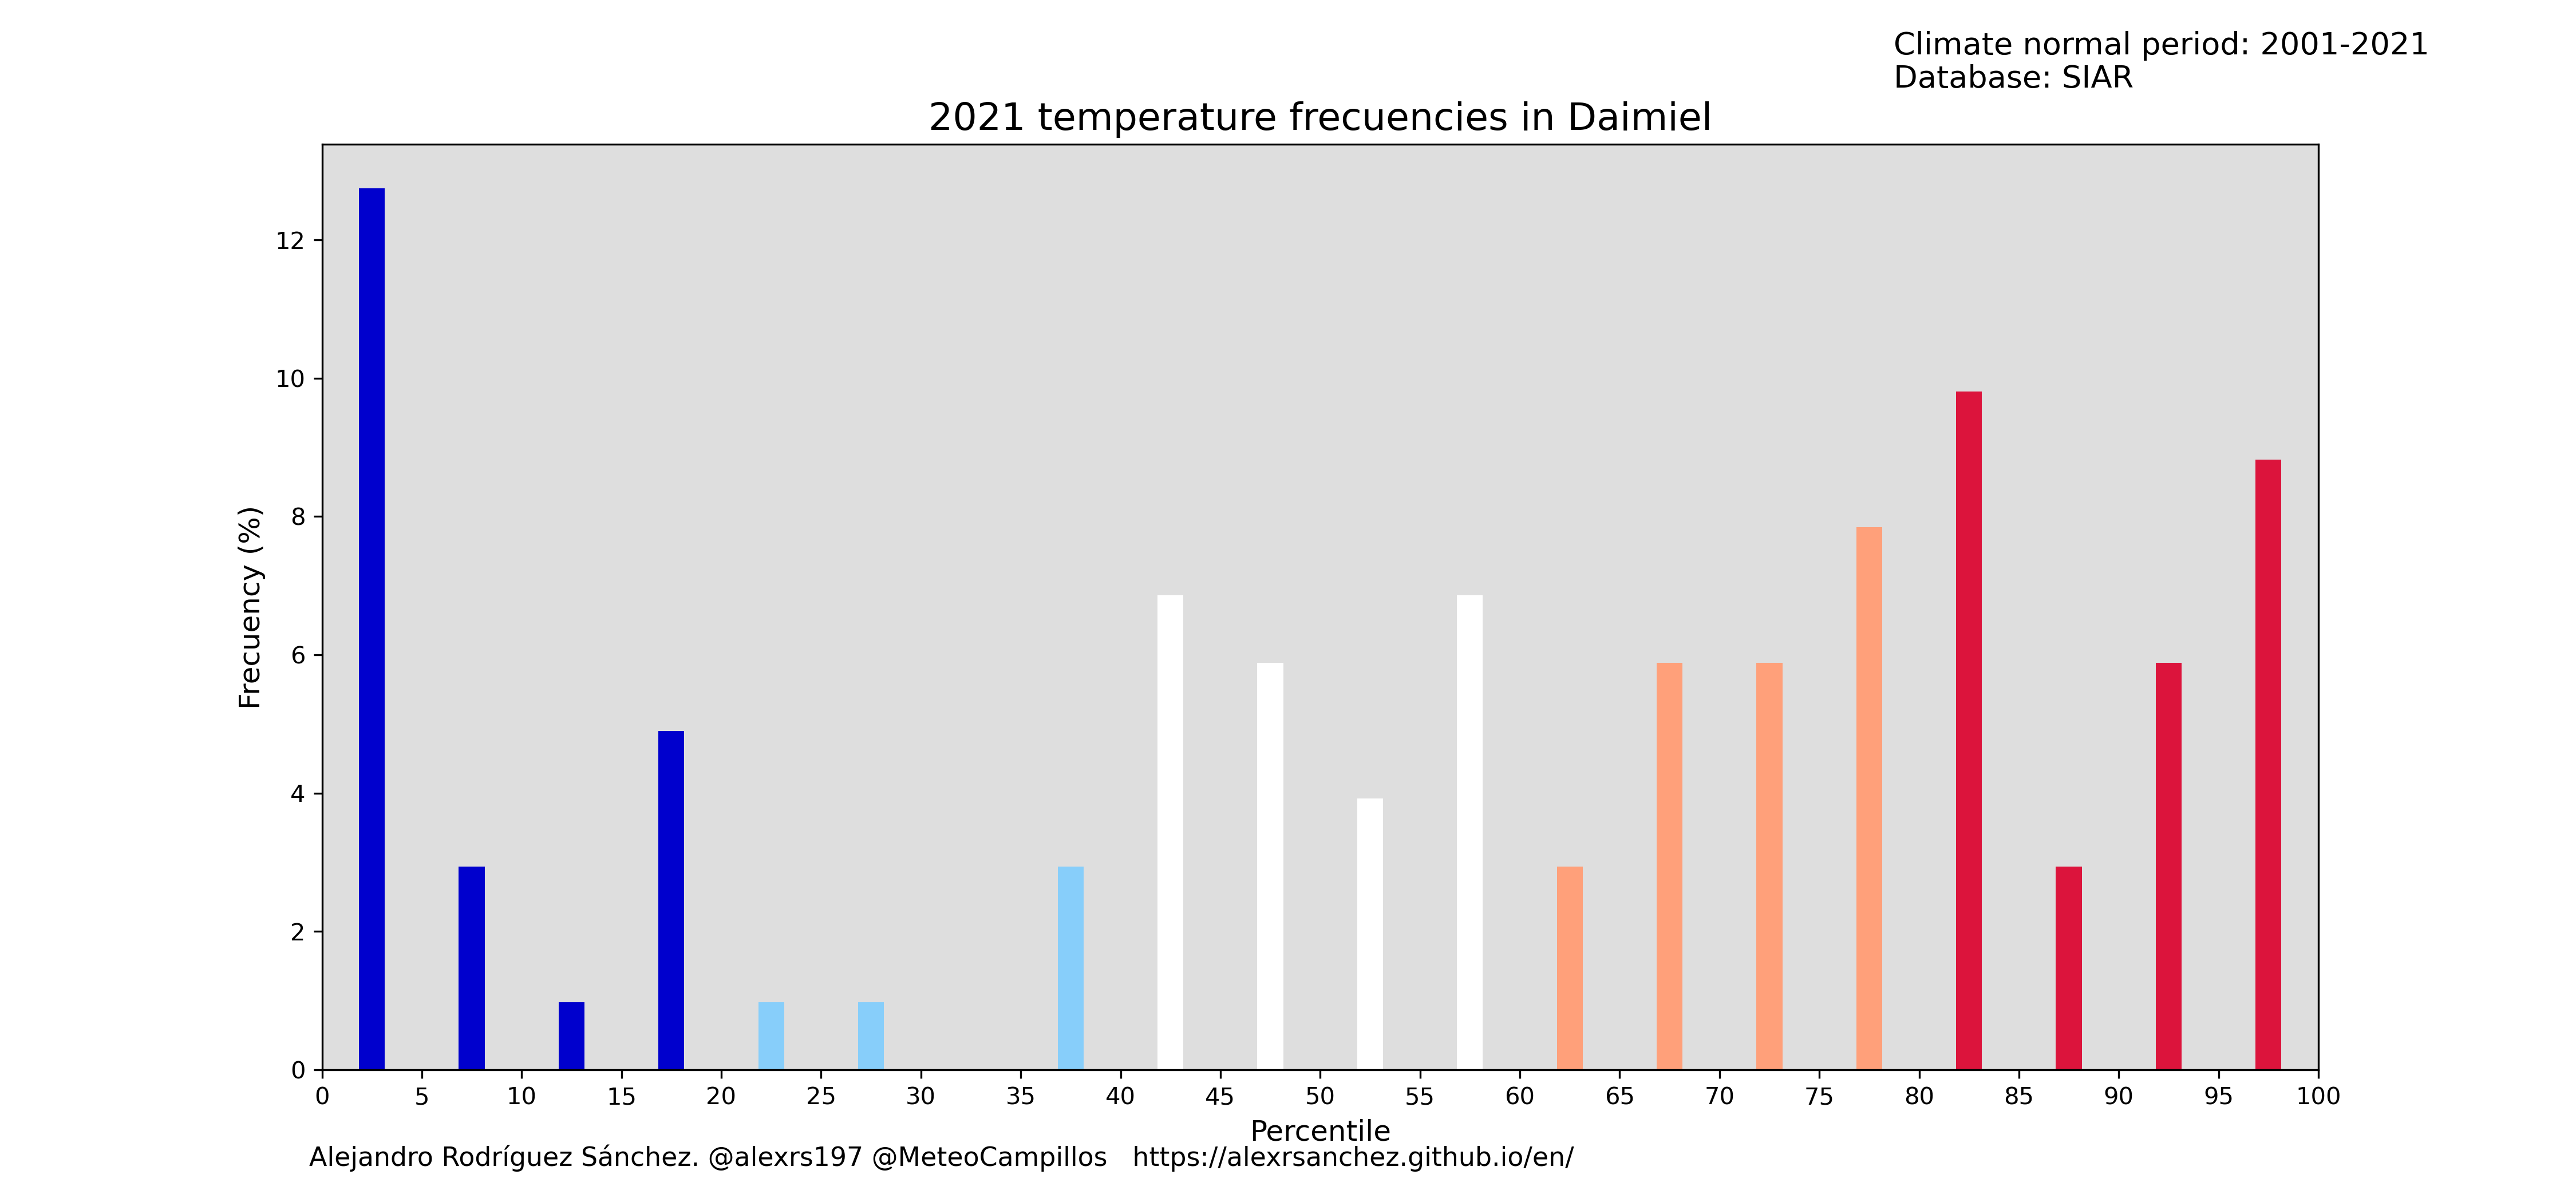 Climate normal period: 2001-2021
Database: SIAR
2021 temperature frecuencies in Daimiel
Frecuency (%)
12
10
8
6
4
2
0
0 5 10 15 20 25 30 35 40 45 50 55 60 65 70 75 80 85 90 95 100
Percentile
Alejandro Rodríguez Sánchez. @alexrs197 @MeteoCampillos https://alexrsanchez.github.io/en/